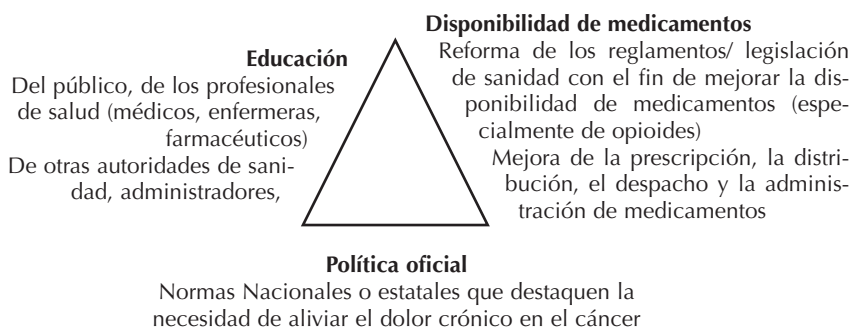 Educación
Del público, de los profesionales
de salud (médicos, enfermeras,
farmacéuticos)
De otras autoridades de sani-
dad, administradores,
Disponibilidad de medicamentos
Reforma de los reglamentos/ legislación
de sanidad con el fin de mejorar la dis-
ponibilidad de medicamentos (espe-
cialmente de opioides)
Mejora de la prescripción, la distri-
bución, el despacho y la adminis-
tración de medicamentos
Política oficial
Normas Nacionales o estatales que destaquen la
necesidad de aliviar el dolor crónico en el cáncer